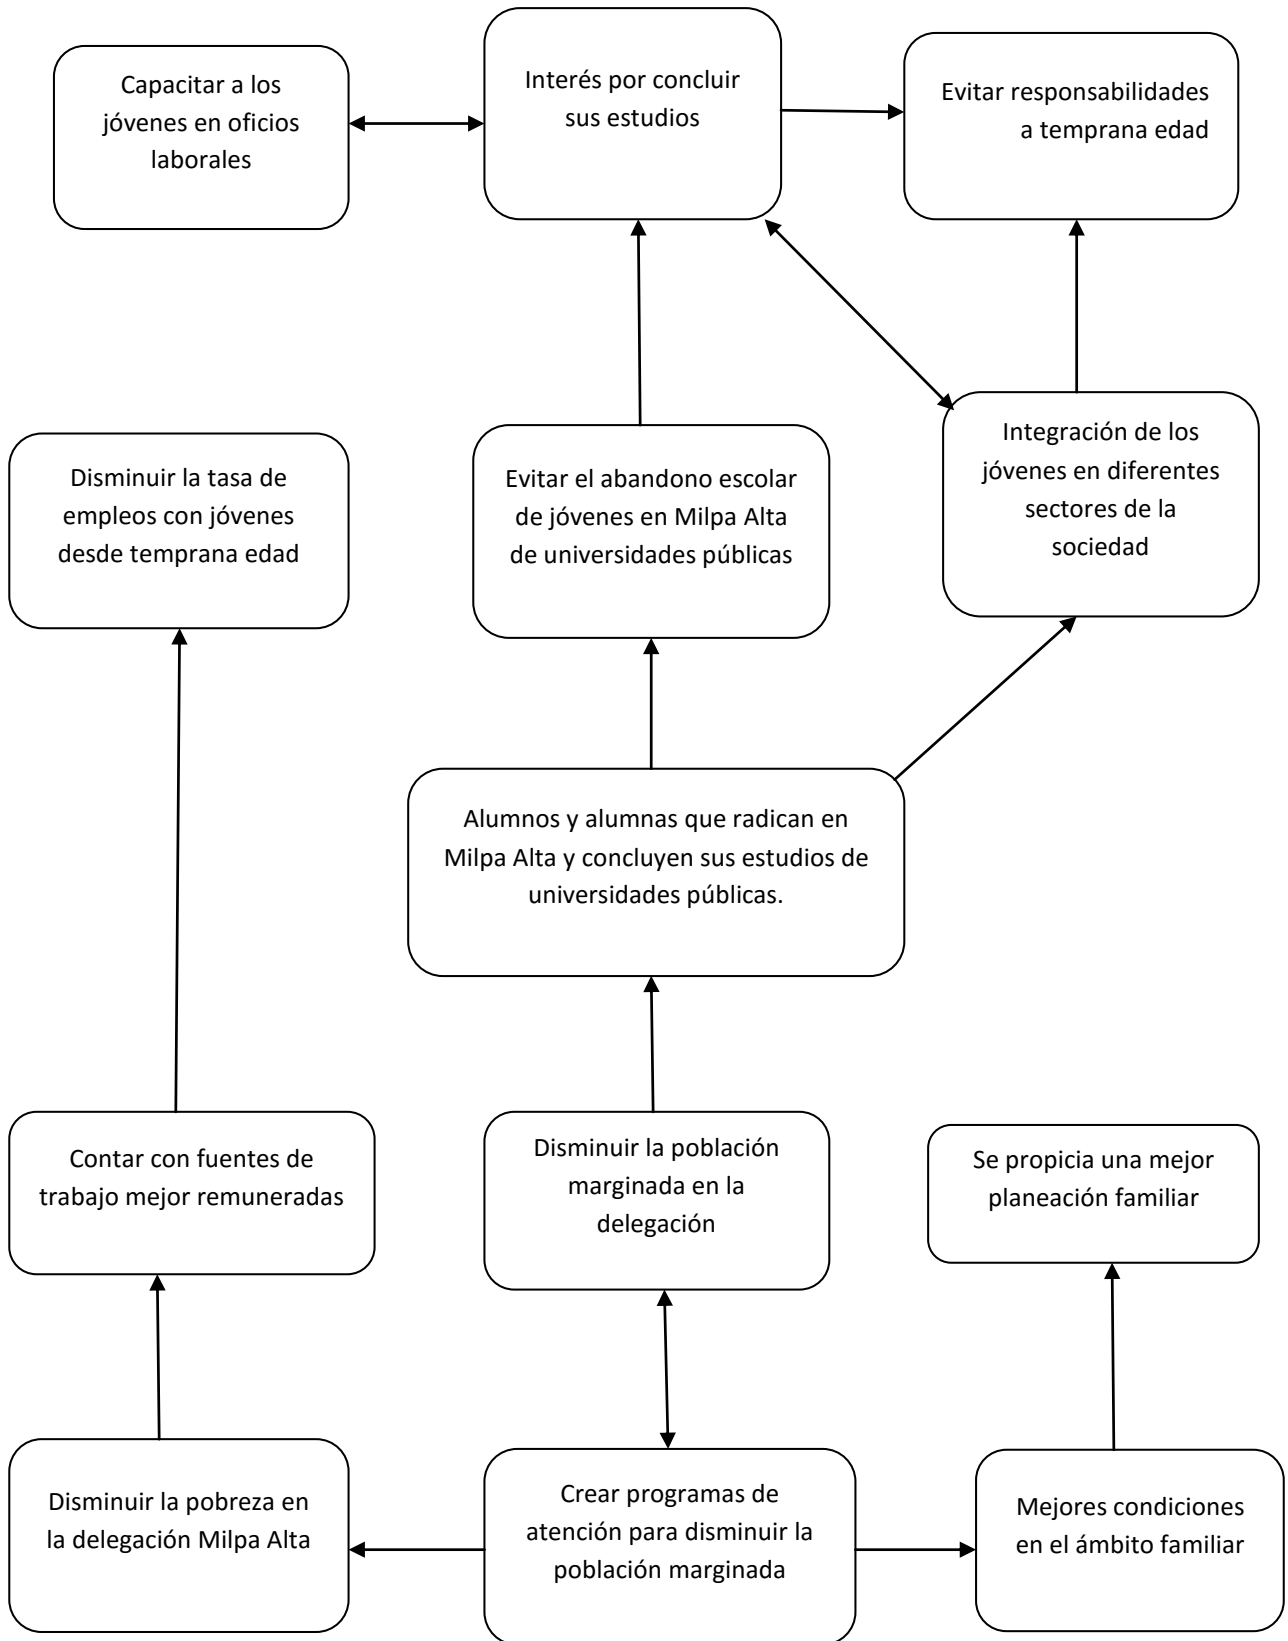 Capacitar a los
jóvenes en oficios
laborales
Interés por concluir
sus estudios
Evitar responsabilidades
a temprana edad
Disminuir la tasa de
empleos con jóvenes
desde temprana edad
Evitar el abandono escolar
de jóvenes en Milpa Alta
de universidades públicas
Integración de los
jóvenes en diferentes
sectores de la
sociedad
Alumnos y alumnas que radican en
Milpa Alta y concluyen sus estudios de
universidades públicas.
Contar con fuentes de
trabajo mejor remuneradas
Disminuir la población
marginada en la
delegación
Se propicia una mejor
planeación familiar
Disminuir la pobreza en
la delegación Milpa Alta
Crear programas de
atención para disminuir la
población marginada
Mejores condiciones
en el ámbito familiar